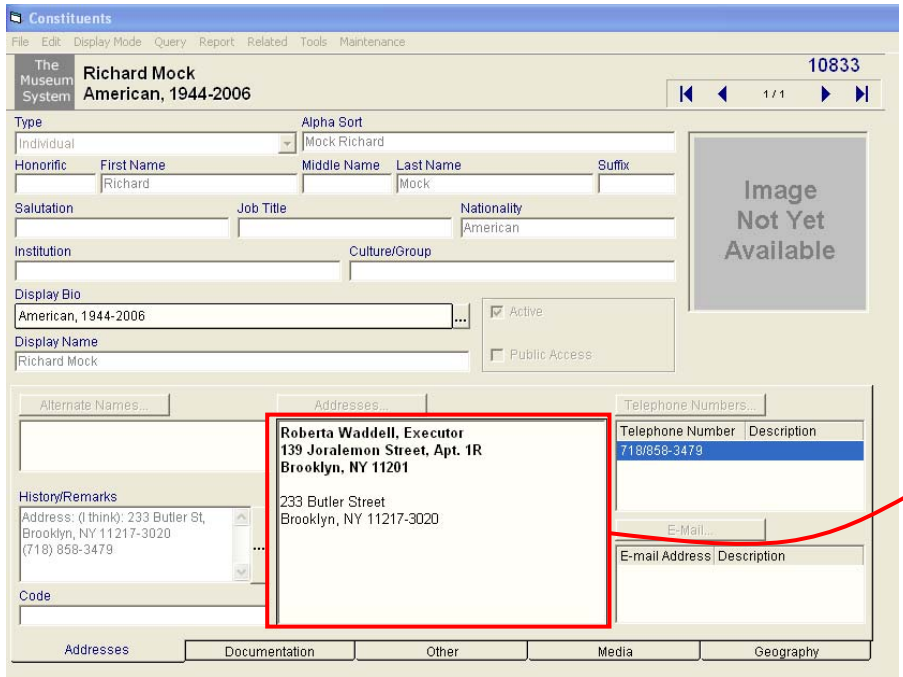 Constituents
File Edit Display Mode Query Report Related Tools Maintenance
The Museum System
Richard Mock
American, 1944-2006
10833
1 / 1
Type
Alpha Sort
Individual
Mock Richard
Honorific First Name Middle Name Last Name Suffix
Richard Mock
Salutation Job Title Nationality
American
Institution Culture/Group
Image
Not Yet
Available
Display Bio
American, 1944-2006
...
Active
Display Name
Public Access
Richard Mock
Alternate Names...
Addresses...
Telephone Numbers...
Roberta Waddell, Executor
139 Joralemon Street, Apt. 1R
Brooklyn, NY 11201
233 Butler Street
Brooklyn, NY 11217-3020
Telephone Number Description
718/858-3479
History/Remarks
Address: (I think): 233 Butler St,
Brooklyn, NY 11217-3020
(718) 858-3479
...
E-Mail...
E-mail Address Description
Code
Addresses Documentation Other Media Geography